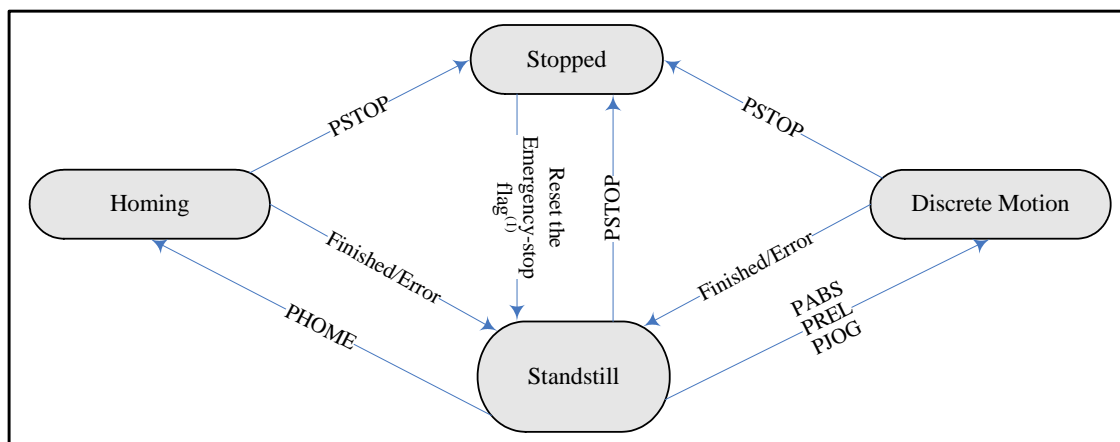 Stopped
PSTOP
PSTOP
Reset the
Emergency-stop
flag(1)
PSTOP
Homing
Discrete Motion
Finished/Error
Finished/Error
PHOME
PABS
PREL
PJOG
Standstill